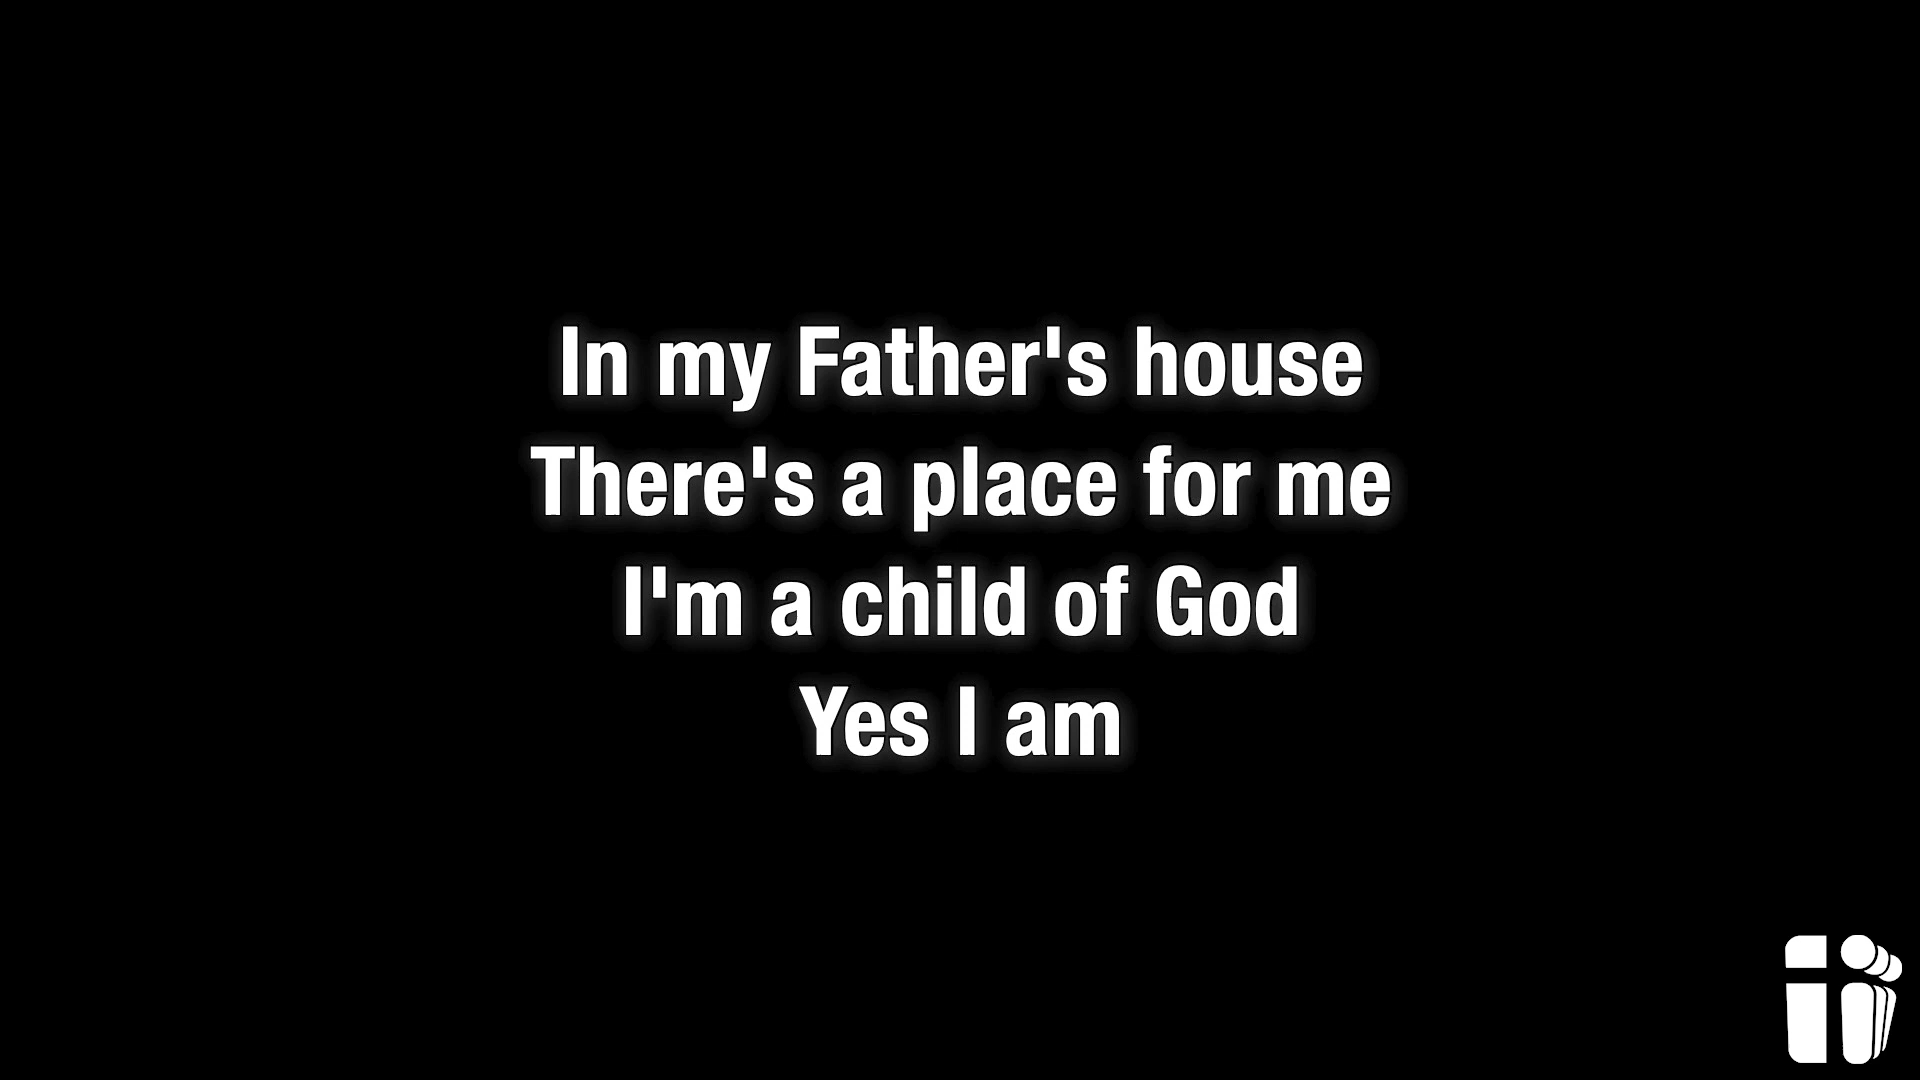 In my Father's house
There's a place for me
I'm a child of God
Yes I am